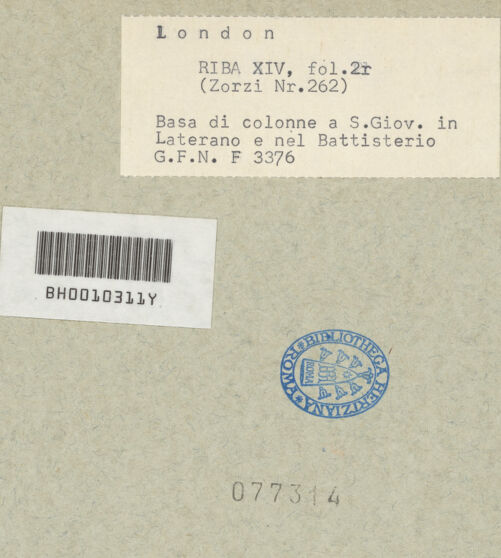 London
RIBA XIV, fol.2r
(Zorzi Nr.262)
Basa di colonne a S.Giov. in
Laterano e nel Battisterio
G.F.N. F 3376
BH0010311Y
BIBLIOTHECA HERTZIANA ROM
ROMA
077314